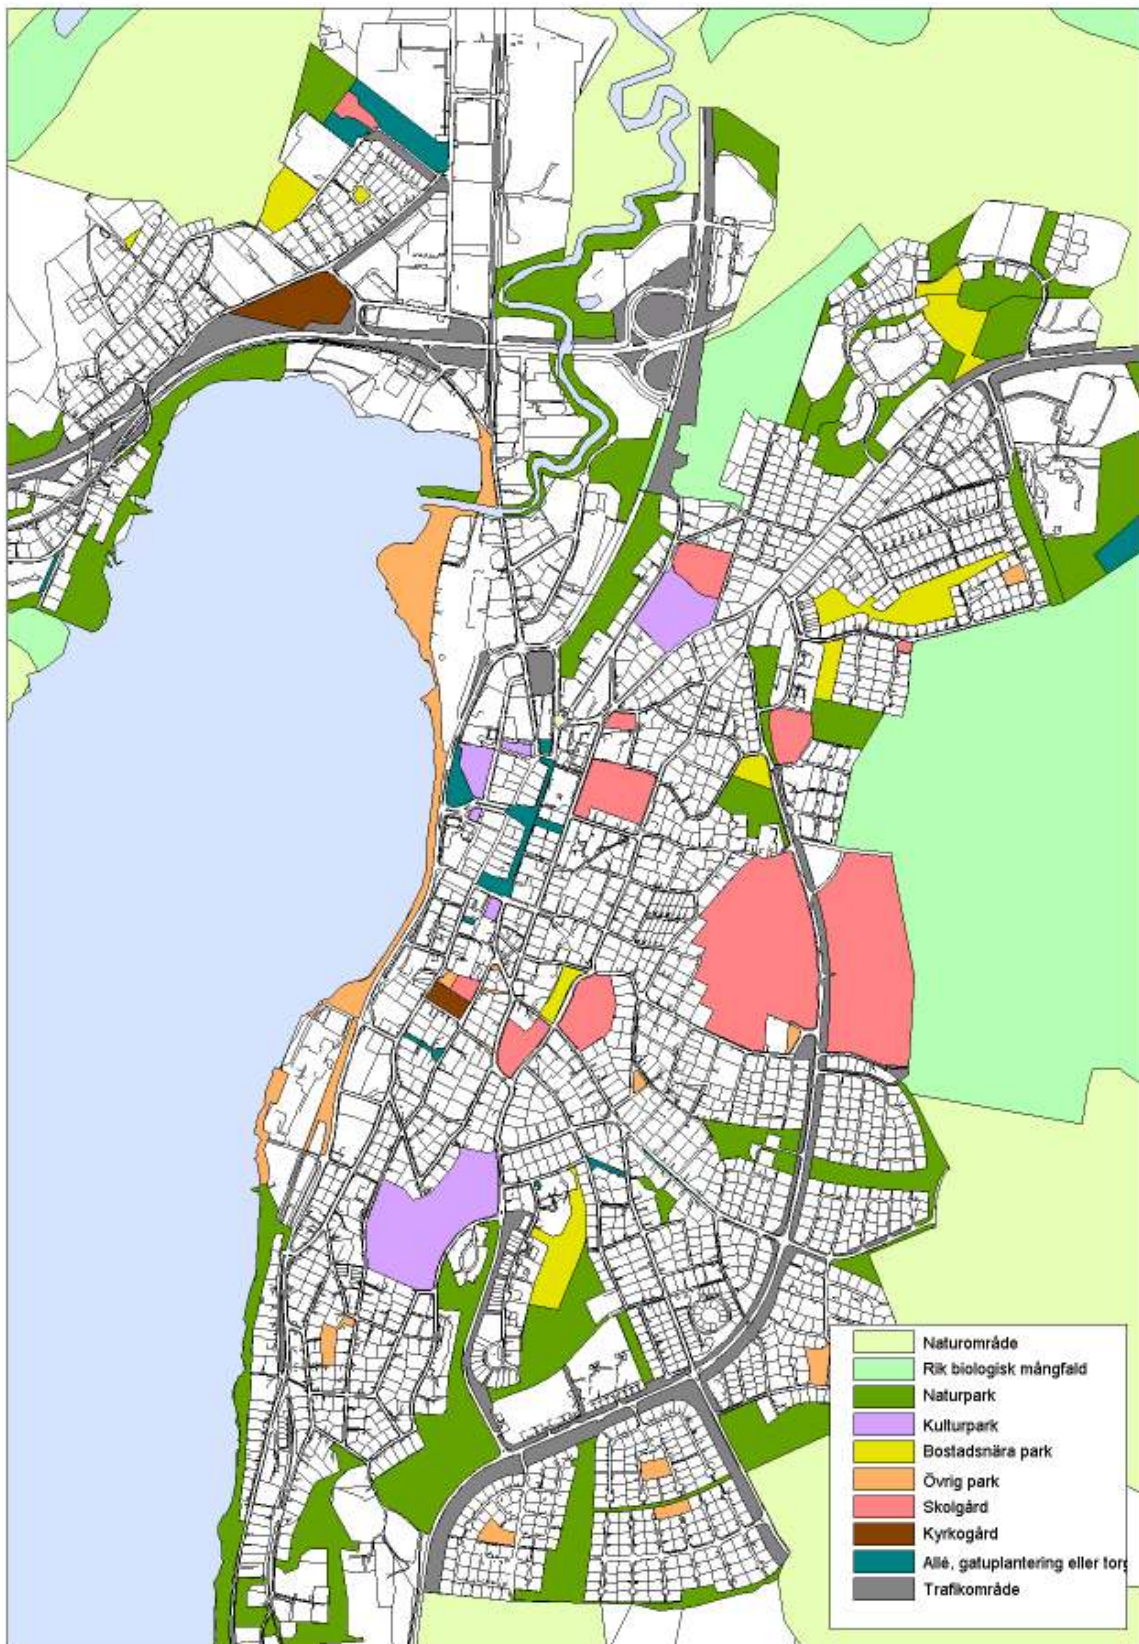 Naturområde
Rik biologisk mångfald
Naturpark
Kulturpark
Bostadsnära park
Övrig park
Skolgård
Kyrkogård
Allé, gatuplantering eller torg
Trafikområde